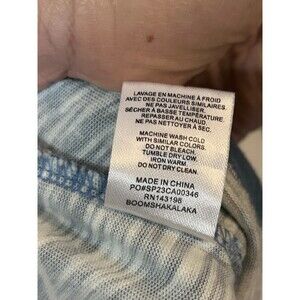 LAVAGE EN MACHINE À FROID
AVEC DES COULEURS SIMILAIRES.
NE PAS JAVELLISER.
SÉCHER À BASSE TEMPÉRATURE.
REPASSER AU CHAUD
NE PAS NETTOYER À SEC.
MACHINE WASH COLD
WITH SIMILAR COLORS.
DO NOT BLEACH.
TUMBLE DRY LOW.
IRON WARM.
DO NOT DRY CLEAN.
MADE IN CHINA
PO#SP23CA00346
RN143198
BOOMSHAKALAKA